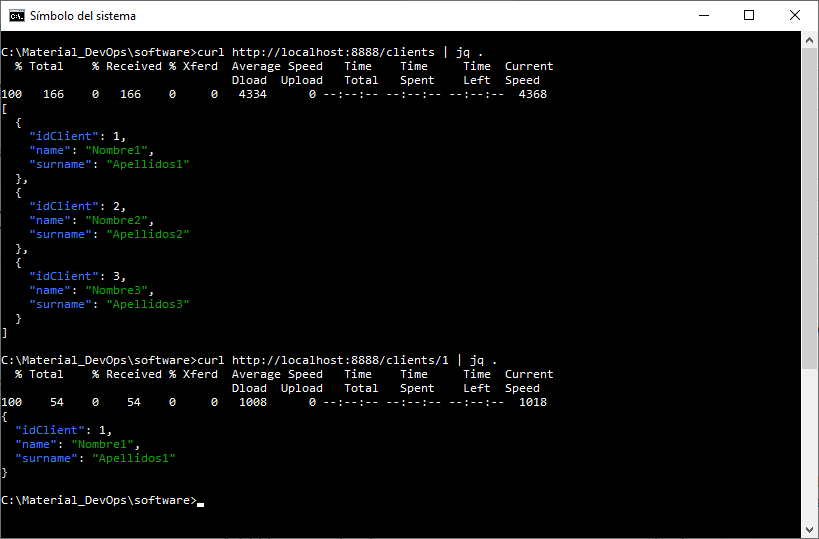 Símbolo del sistema
C:\Material_DevOps\software>curl http://localhost:8888/clients | jq .
  % Total    % Received % Xferd  Average Speed   Time    Time     Time  Current
                                 Dload  Upload   Total   Spent    Left  Speed
100   166    0   166    0     0   4334      0 --:--:-- --:--:-- --:--:--  4368
[
  {
    "idClient": 1,
    "name": "Nombre1",
    "surname": "Apellidos1"
  },
  {
    "idClient": 2,
    "name": "Nombre2",
    "surname": "Apellidos2"
  },
  {
    "idClient": 3,
    "name": "Nombre3",
    "surname": "Apellidos3"
  }
]
C:\Material_DevOps\software>curl http://localhost:8888/clients/1 | jq .
  % Total    % Received % Xferd  Average Speed   Time    Time     Time  Current
                                 Dload  Upload   Total   Spent    Left  Speed
100    54    0    54    0     0   1008      0 --:--:-- --:--:-- --:--:--  1018
{
  "idClient": 1,
  "name": "Nombre1",
  "surname": "Apellidos1"
}
C:\Material_DevOps\software>